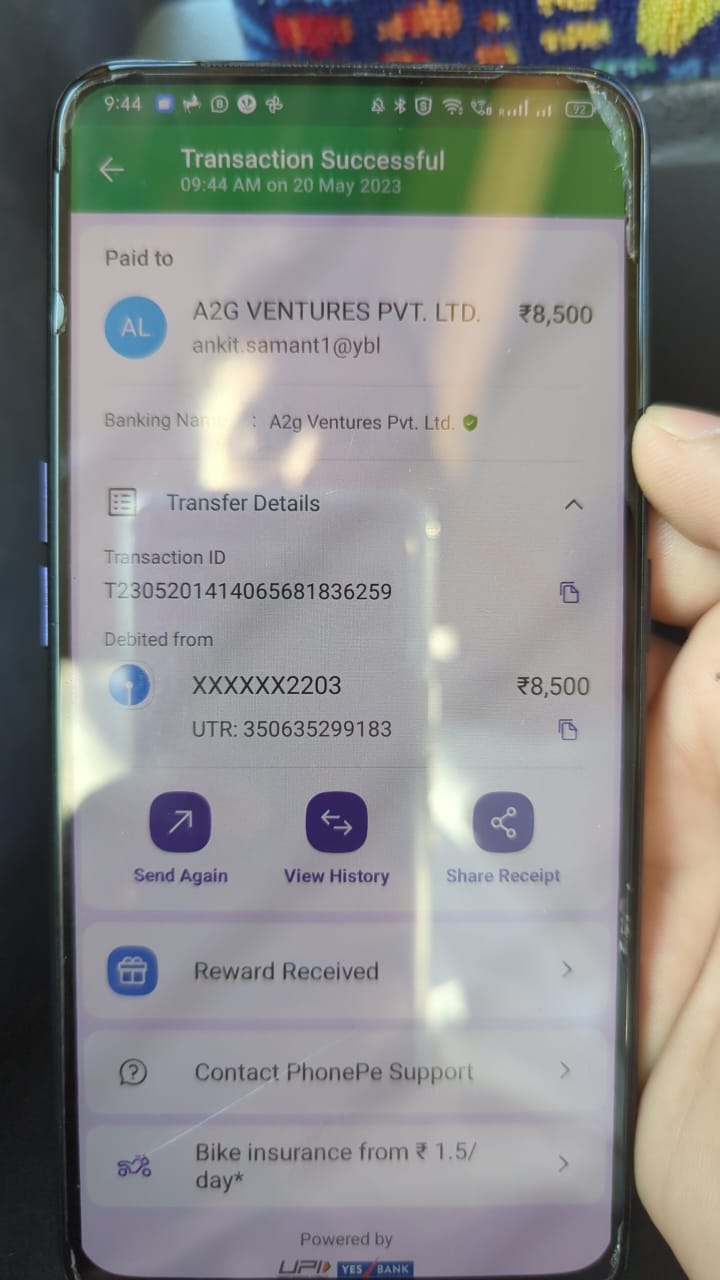 9:44
92
Transaction Successful
09:44 AM on 20 May 2023
Paid to
AL
A2G VENTURES PVT. LTD. ₹8,500
ankit.samant1@ybl
Banking Name : A2g Ventures Pvt. Ltd.
Transfer Details
Transaction ID
T2305201414065681836259
Debited from
XXXXXX2203 ₹8,500
UTR: 350635299183
Send Again View History Share Receipt
Reward Received
Contact PhonePe Support
Bike insurance from ₹ 1.5/
day*
Powered by
UPI YES BANK